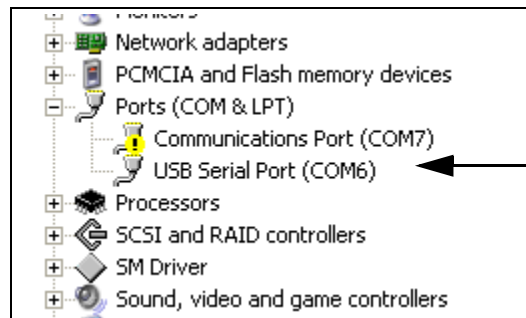 Monitors
Network adapters
PCMCIA and Flash memory devices
Ports (COM & LPT)
Communications Port (COM7)
USB Serial Port (COM6)
Processors
SCSI and RAID controllers
SM Driver
Sound, video and game controllers